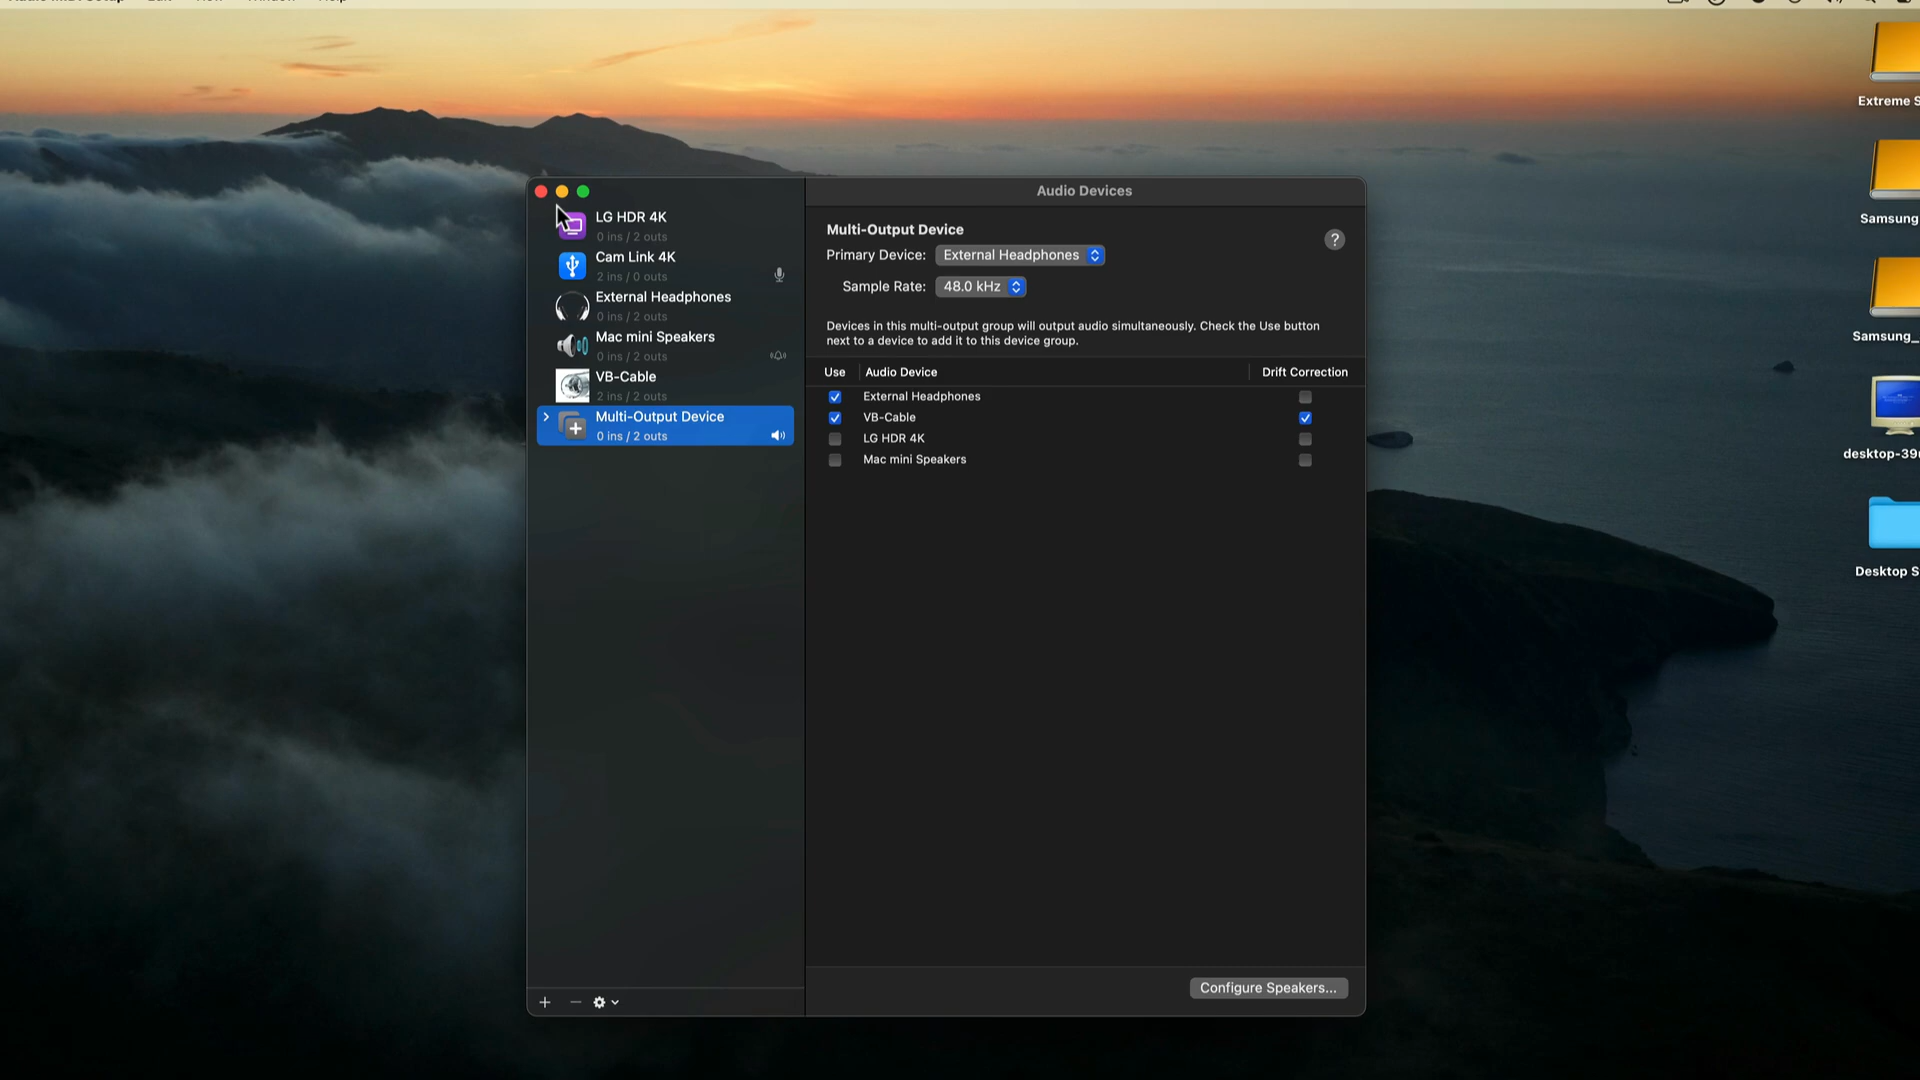 Audio Devices
LG HDR 4K
0 ins / 2 outs
Cam Link 4K
2 ins / 0 outs
External Headphones
0 ins / 2 outs
Mac mini Speakers
0 ins / 2 outs
VB-Cable
2 ins / 2 outs
Multi-Output Device
0 ins / 2 outs
Multi-Output Device
Primary Device: External Headphones
?
Sample Rate: 48.0 kHz
Devices in this multi-output group will output audio simultaneously. Check the Use button
next to a device to add it to this device group.
Use Audio Device Drift Correction
External Headphones
VB-Cable
LG HDR 4K
Mac mini Speakers
Configure Speakers...
Extreme S
Samsung
Samsung_
desktop-39
Desktop S